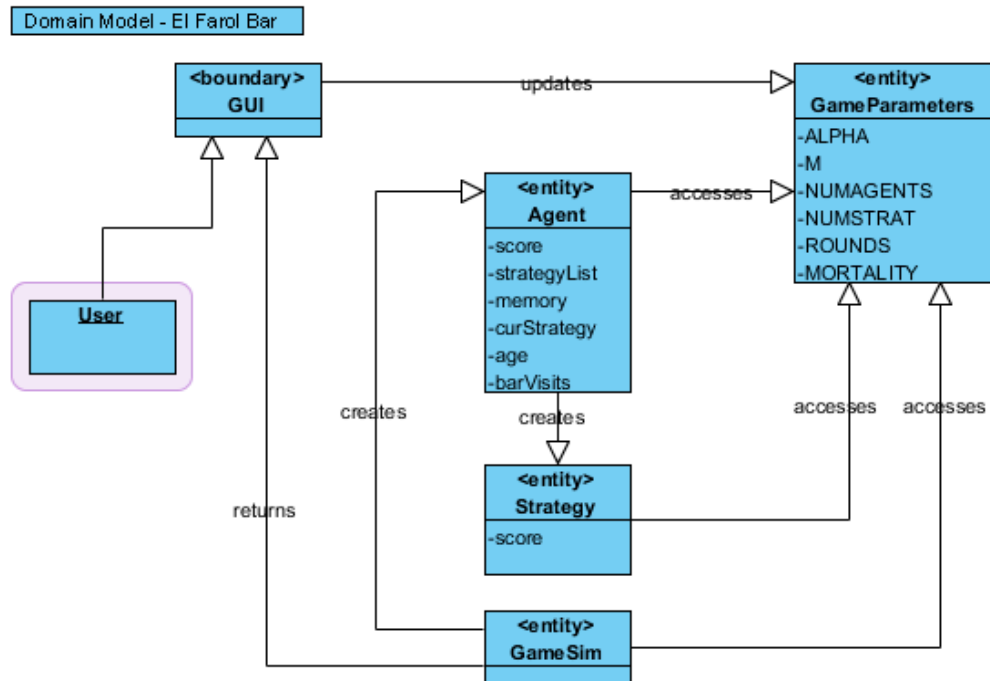 Domain Model - El Farol Bar
<boundary>
GUI
updates
<entity>
GameParameters
-ALPHA
-M
-NUMAGENTS
-NUMSTRAT
-ROUNDS
-MORTALITY
<entity>
Agent
-score
-strategyList
-memory
-curStrategy
-age
-barVisits
accesses
User
creates
creates
accesses
accesses
<entity>
Strategy
-score
returns
<entity>
GameSim